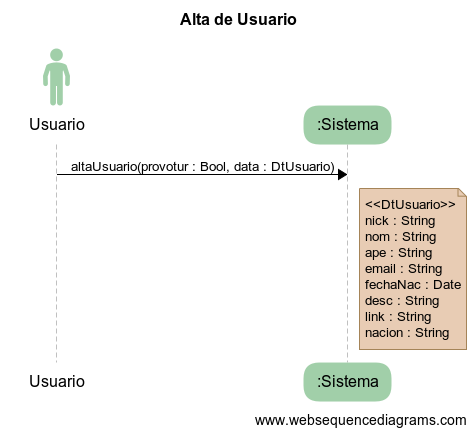 Alta de Usuario
Usuario
:Sistema
altaUsuario(provotur : Bool, data : DtUsuario)
<<DtUsuario>>
nick : String
nom : String
ape : String
email : String
fechaNac : Date
desc : String
link : String
nacion : String
Usuario
:Sistema
www.websequencediagrams.com